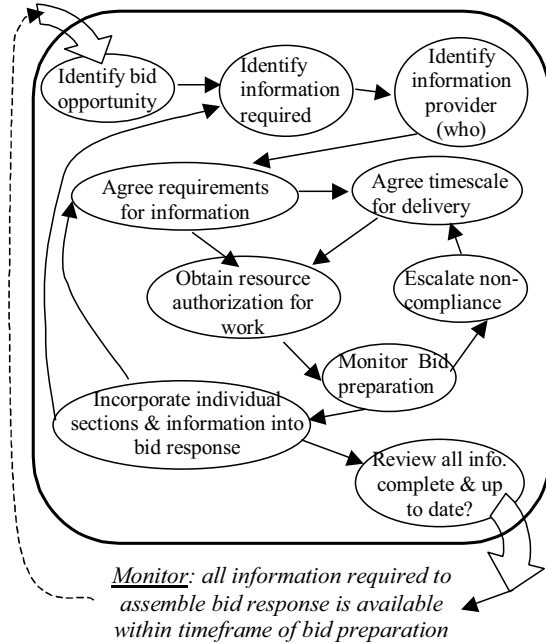 Identify bid
opportunity
Identify
information
required
Identify
information
provider
(who)
Agree requirements
for information
Agree timescale
for delivery
Obtain resource
authorization for
work
Escalate non-
compliance
Monitor Bid
preparation
Incorporate individual
sections & information into
bid response
Review all info.
complete & up
to date?
Monitor: all information required to
assemble bid response is available
within timeframe of bid preparation